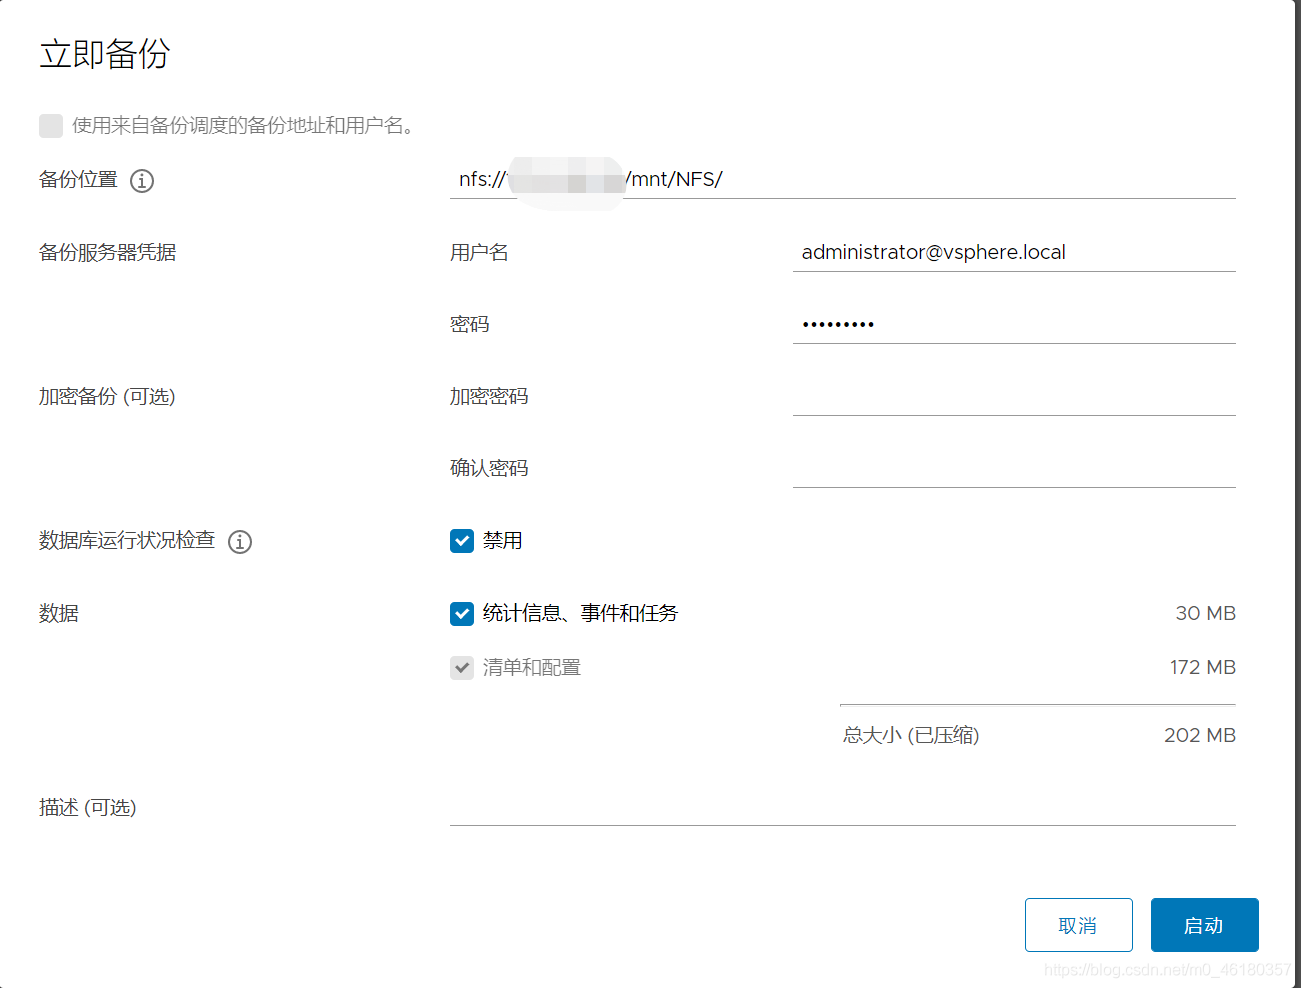 立即备份
使用来自备份调度的备份地址和用户名。
备份位置 nfs:// /mnt/NFS/
备份服务器凭据 用户名 administrator@vsphere.local
密码 •••••••••
加密备份 (可选) 加密密码
确认密码
数据库运行状况检查 禁用
数据 统计信息、事件和任务 30 MB
清单和配置 172 MB
总大小 (已压缩) 202 MB
描述 (可选)
取消 启动
https://blog.csdn.net/m0_46180357